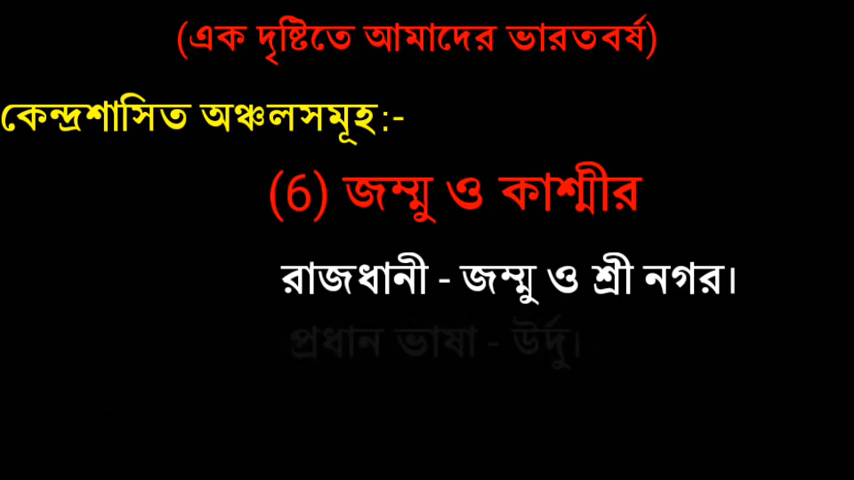 (এক দৃষ্টিতে আমাদের ভারতবর্ষ)
কেন্দ্রশাসিত অঞ্চলসমূহ:-
(6) জম্মু ও কাশ্মীর
রাজধানী - জম্মু ও শ্রী নগর।
প্রধান ভাষা - উর্দু।